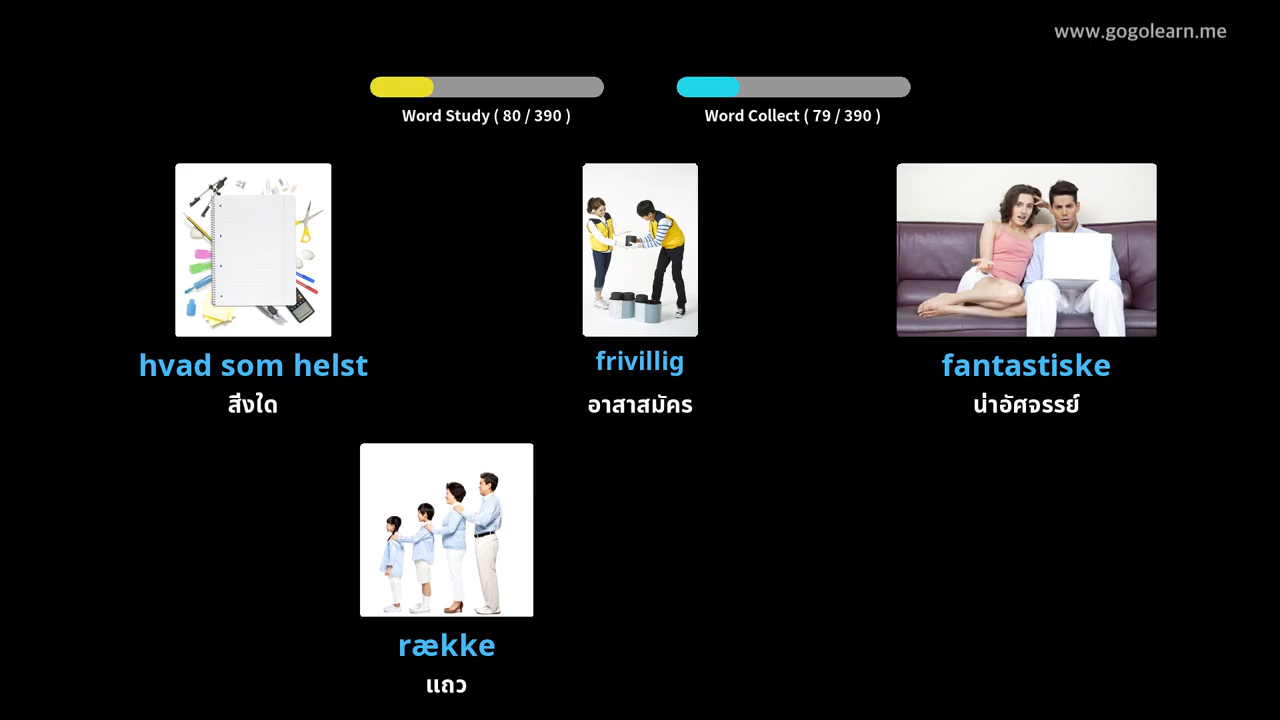 www.gogolearn.me
Word Study ( 80 / 390 )
Word Collect ( 79 / 390 )
hvad som helst
frivillig
fantastiske
สิ่งใด
อาสาสมัคร
น่าอัศจรรย์
række
แถว